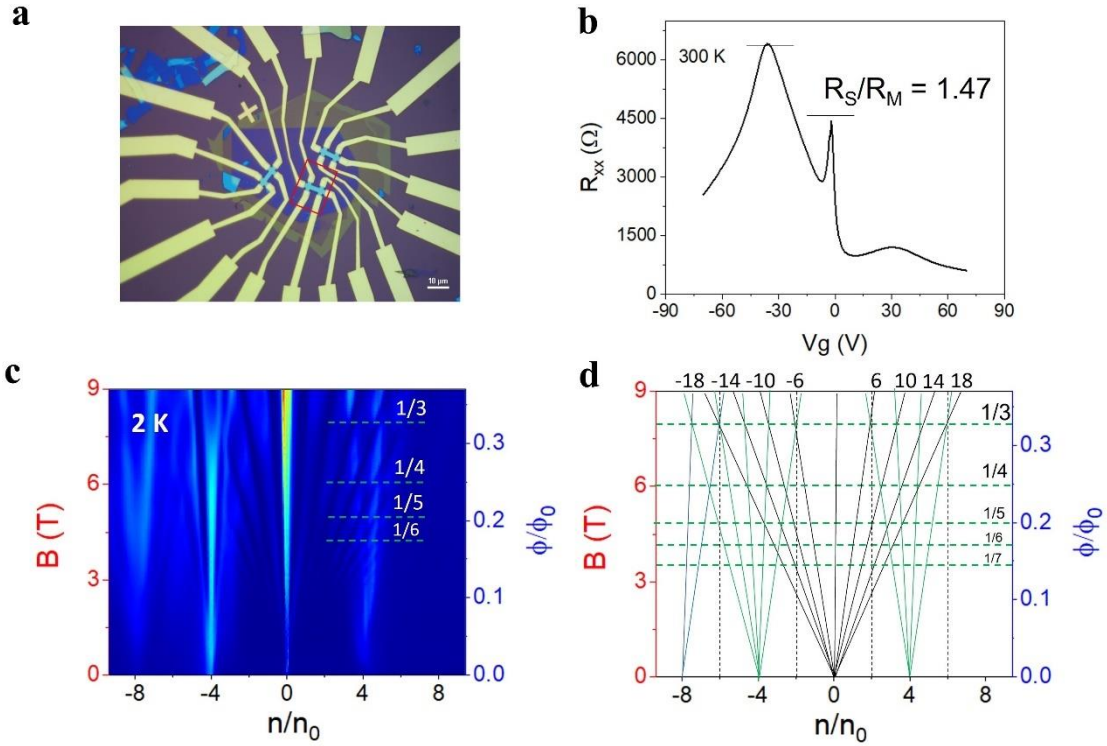 a
10 μm
b
300 K
R_S/R_M = 1.47
R_xx (Ω)
6000
4500
3000
1500
0
-90 -60 -30 0 30 60 90
Vg (V)
c
2 K
1/3
1/4
1/5
1/6
B (T)
9
6
3
0
ϕ/ϕ_0
0.3
0.2
0.1
0.0
-8 -4 0 4 8
n/n_0
d
-18 -14 -10 -6 6 10 14 18
1/3
1/4
1/5
1/6
1/7
B (T)
9
6
3
0
ϕ/ϕ_0
0.3
0.2
0.1
0.0
-8 -4 0 4 8
n/n_0